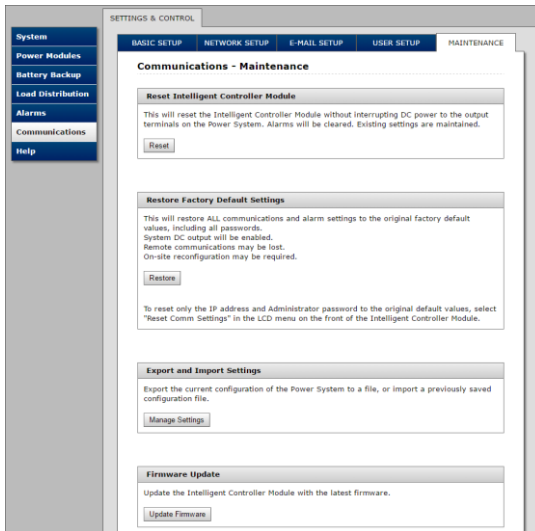 SETTINGS & CONTROL
System
Power Modules
Battery Backup
Load Distribution
Alarms
Communications
Help
BASIC SETUP
NETWORK SETUP
E-MAIL SETUP
USER SETUP
MAINTENANCE
Communications - Maintenance
Reset Intelligent Controller Module
This will reset the Intelligent Controller Module without interrupting DC power to the output
terminals on the Power System. Alarms will be cleared. Existing settings are maintained.
Reset
Restore Factory Default Settings
This will restore ALL communications and alarm settings to the original factory default
values, including all passwords.
System DC output will be enabled.
Remote communications may be lost.
On-site reconfiguration may be required.
Restore
To reset only the IP address and Administrator password to the original default values, select
"Reset Comm Settings" in the LCD menu on the front of the Intelligent Controller Module.
Export and Import Settings
Export the current configuration of the Power System to a file, or import a previously saved
configuration file.
Manage Settings
Firmware Update
Update the Intelligent Controller Module with the latest firmware.
Update Firmware